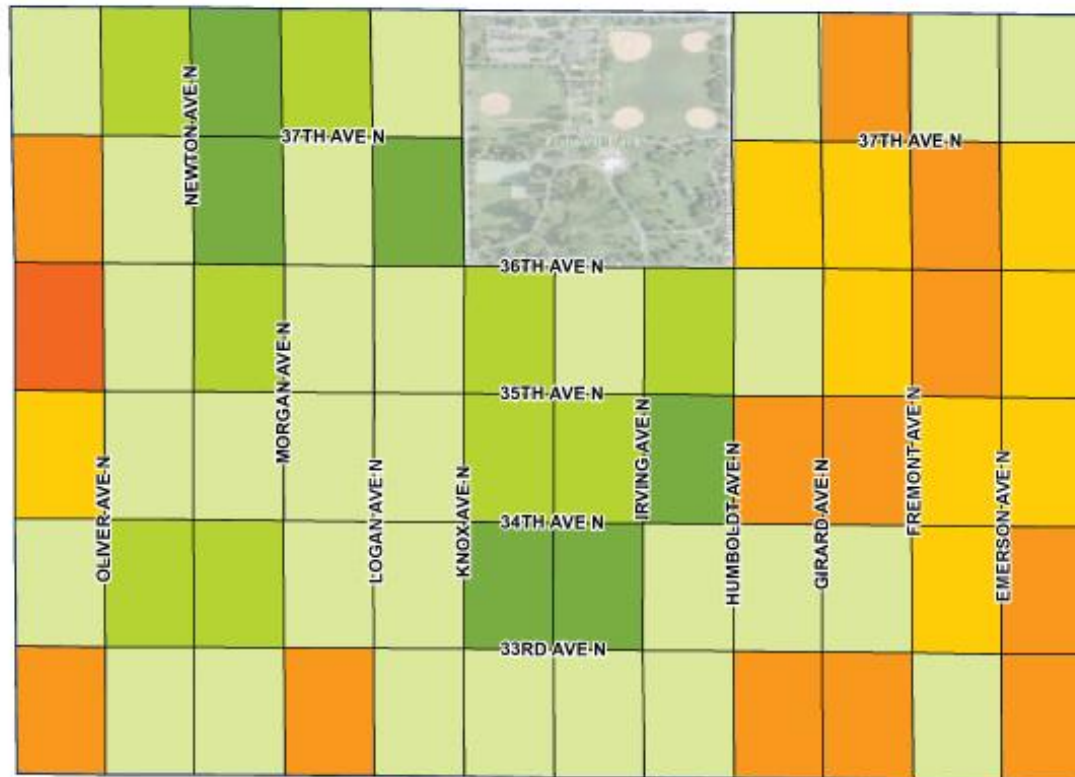 NEWTON AVE N
37TH AVE N
37TH AVE N
36TH AVE N
MORGAN AVE N
35TH AVE N
OLIVER AVE N
LOGAN AVE N
KNOX AVE N
IRVING AVE N
HUMBOLDT AVE N
GIRARD AVE N
FREMONT AVE N
EMERSON AVE N
34TH AVE N
33RD AVE N